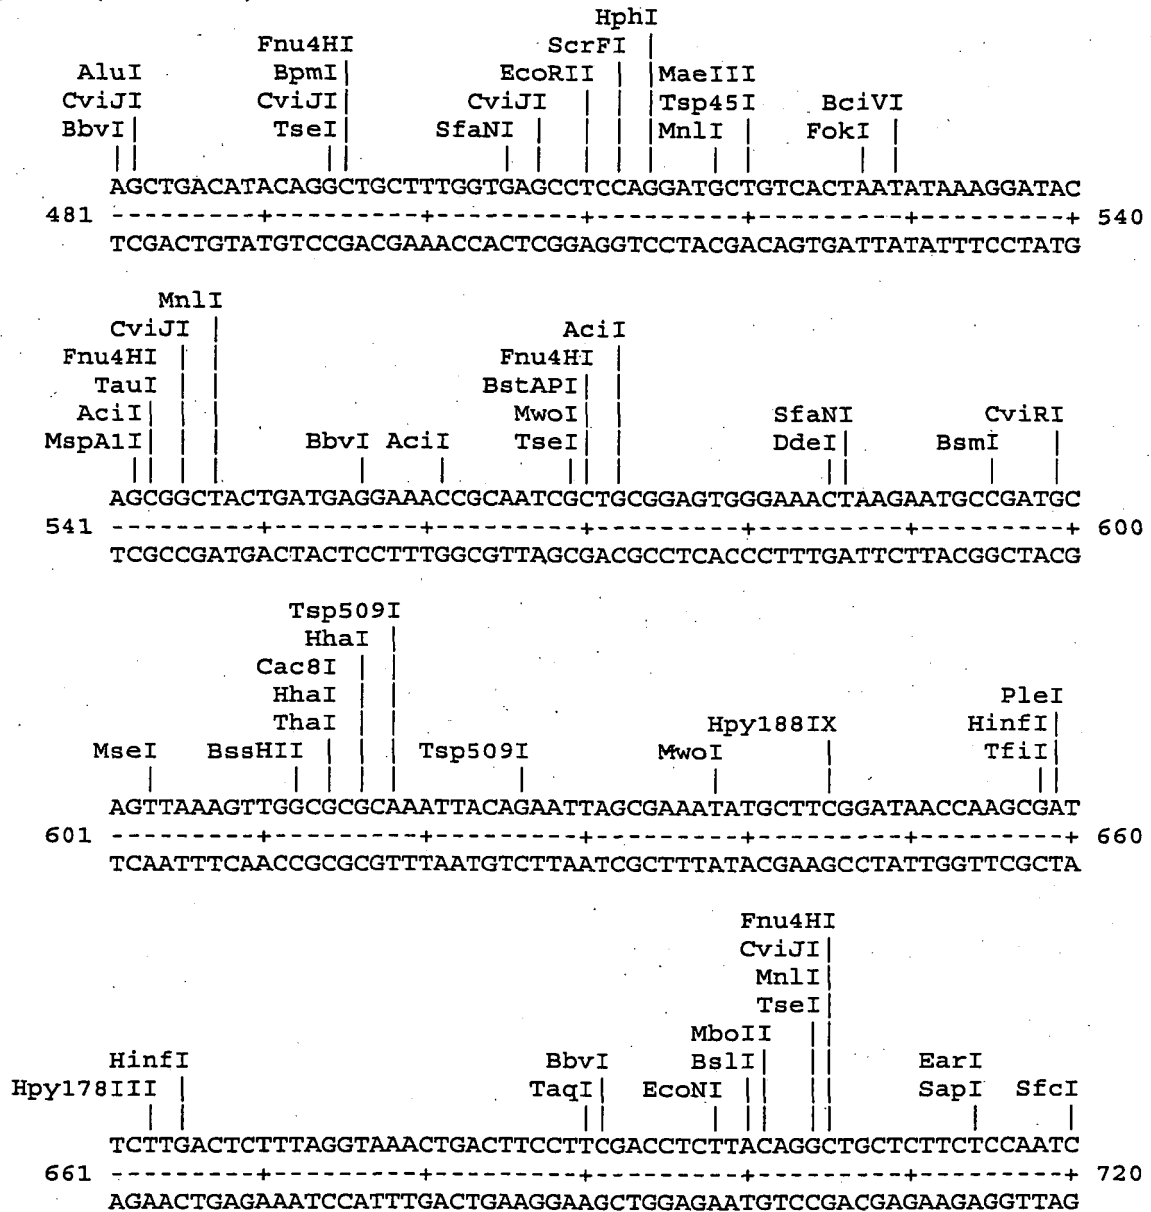 HphI
Fnu4HI ScrFI
AluI BpmI EcoRII MaeIII
CviJI CviJI CviJI Tsp45I BciVI
BbvI TseI SfaNI MnlI FokI
AGCTGACATACAGGCTGCTTTGGTGAGCCTCCAGGATGCTGTCACTAATATAAAGGATAC
481 ---------+---------+---------+---------+---------+---------+ 540
TCGACTGTATGTCCGACGAAACCACTCGGAGGTCCTACGACAGTGATTATATTTCCTATG
MnlI
CviJI AciI
Fnu4HI Fnu4HI
TauI BstAPI
AciI MwoI SfaNI CviRI
MspA1I BbvI AciI TseI DdeI BsmI
AGCGGCTACTGATGAGGAAACCGCAATCGCTGCGGAGTGGGAAACTAAGAATGCCGATGC
541 ---------+---------+---------+---------+---------+---------+ 600
TCGCCGATGACTACTCCTTTGGCGTTAGCGACGCCTCACCCTTTGATTCTTACGGCTACG
Tsp509I
HhaI
Cac8I
HhaI PleI
ThaI Hpy188IX HinfI
MseI BssHII Tsp509I MwoI TfiI
AGTTAAAGTTGGCGCGCAAATTACAGAATTAGCGAAATATGCTTCGGATAACCAAGCGAT
601 ---------+---------+---------+---------+---------+---------+ 660
TCAATTTCAACCGCGCGTTTAATGTCTTAATCGCTTTATACGAAGCCTATTGGTTCGCTA
Fnu4HI
CviJI
MnlI
TseI
MboII
HinfI BbvI BslI EarI
Hpy178III TaqI EcoNI SapI SfcI
TCTTGACTCTTTAGGTAAACTGACTTCCTTCGACCTCTTACAGGCTGCTCTTCTCCAATC
661 ---------+---------+---------+---------+---------+---------+ 720
AGAACTGAGAAATCCATTTGACTGAAGGAAGCTGGAGAATGTCCGACGAGAAGAGGTTAG